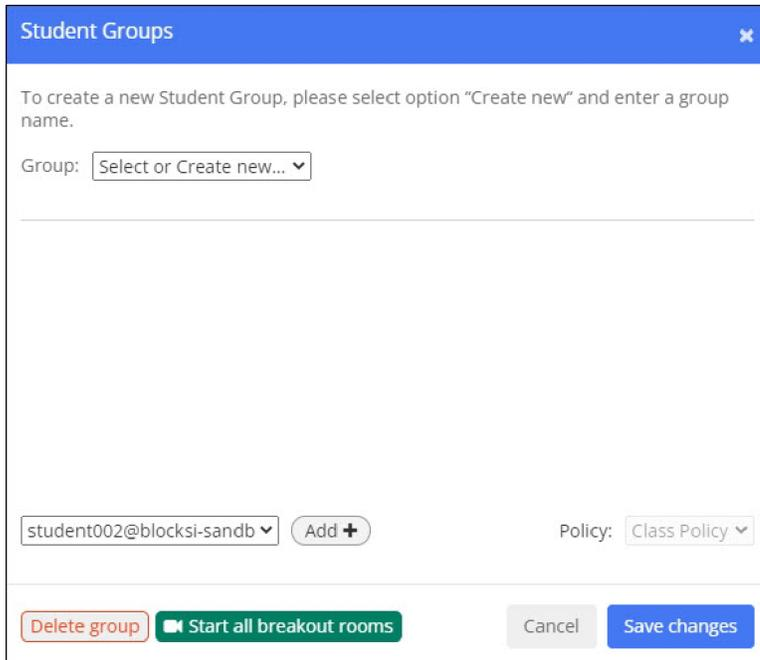 Student Groups
To create a new Student Group, please select option “Create new“ and enter a group
name.
Group: Select or Create new...
student002@blocksi-sandb Add Policy: Class Policy
Delete group Start all breakout rooms Cancel Save changes